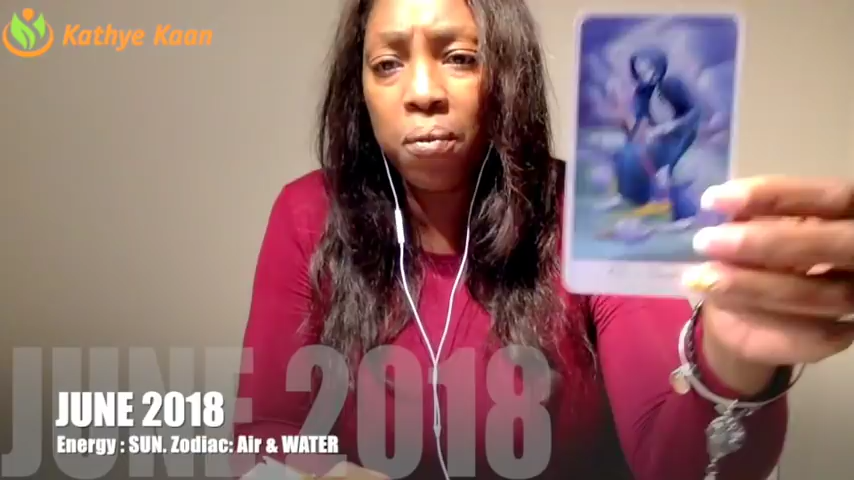 Kathye Kaan
JUNE 2018
JUNE 2018
Energy : SUN. Zodiac: Air & WATER